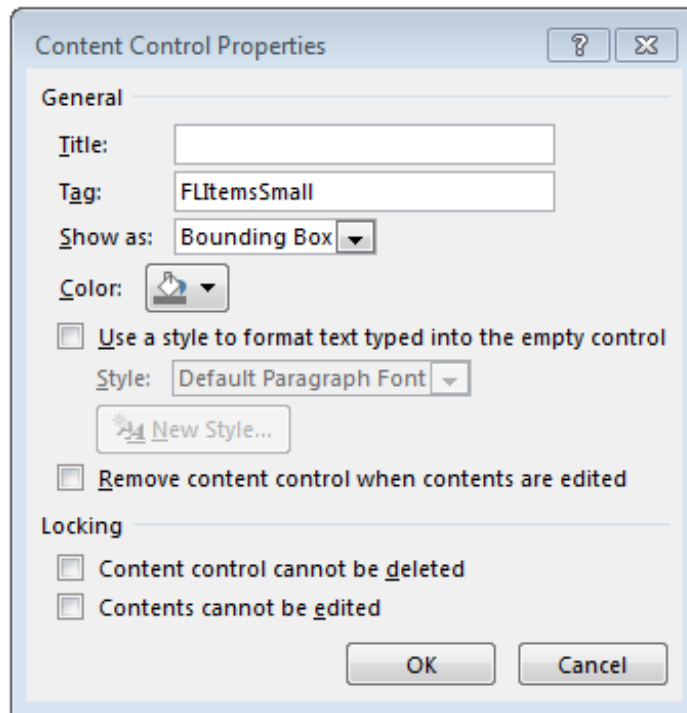 Content Control Properties
General
Title:
Tag: FLItemsSmall
Show as: Bounding Box
Color:
Use a style to format text typed into the empty control
Style: Default Paragraph Font
New Style...
Remove content control when contents are edited
Locking
Content control cannot be deleted
Contents cannot be edited
OK Cancel